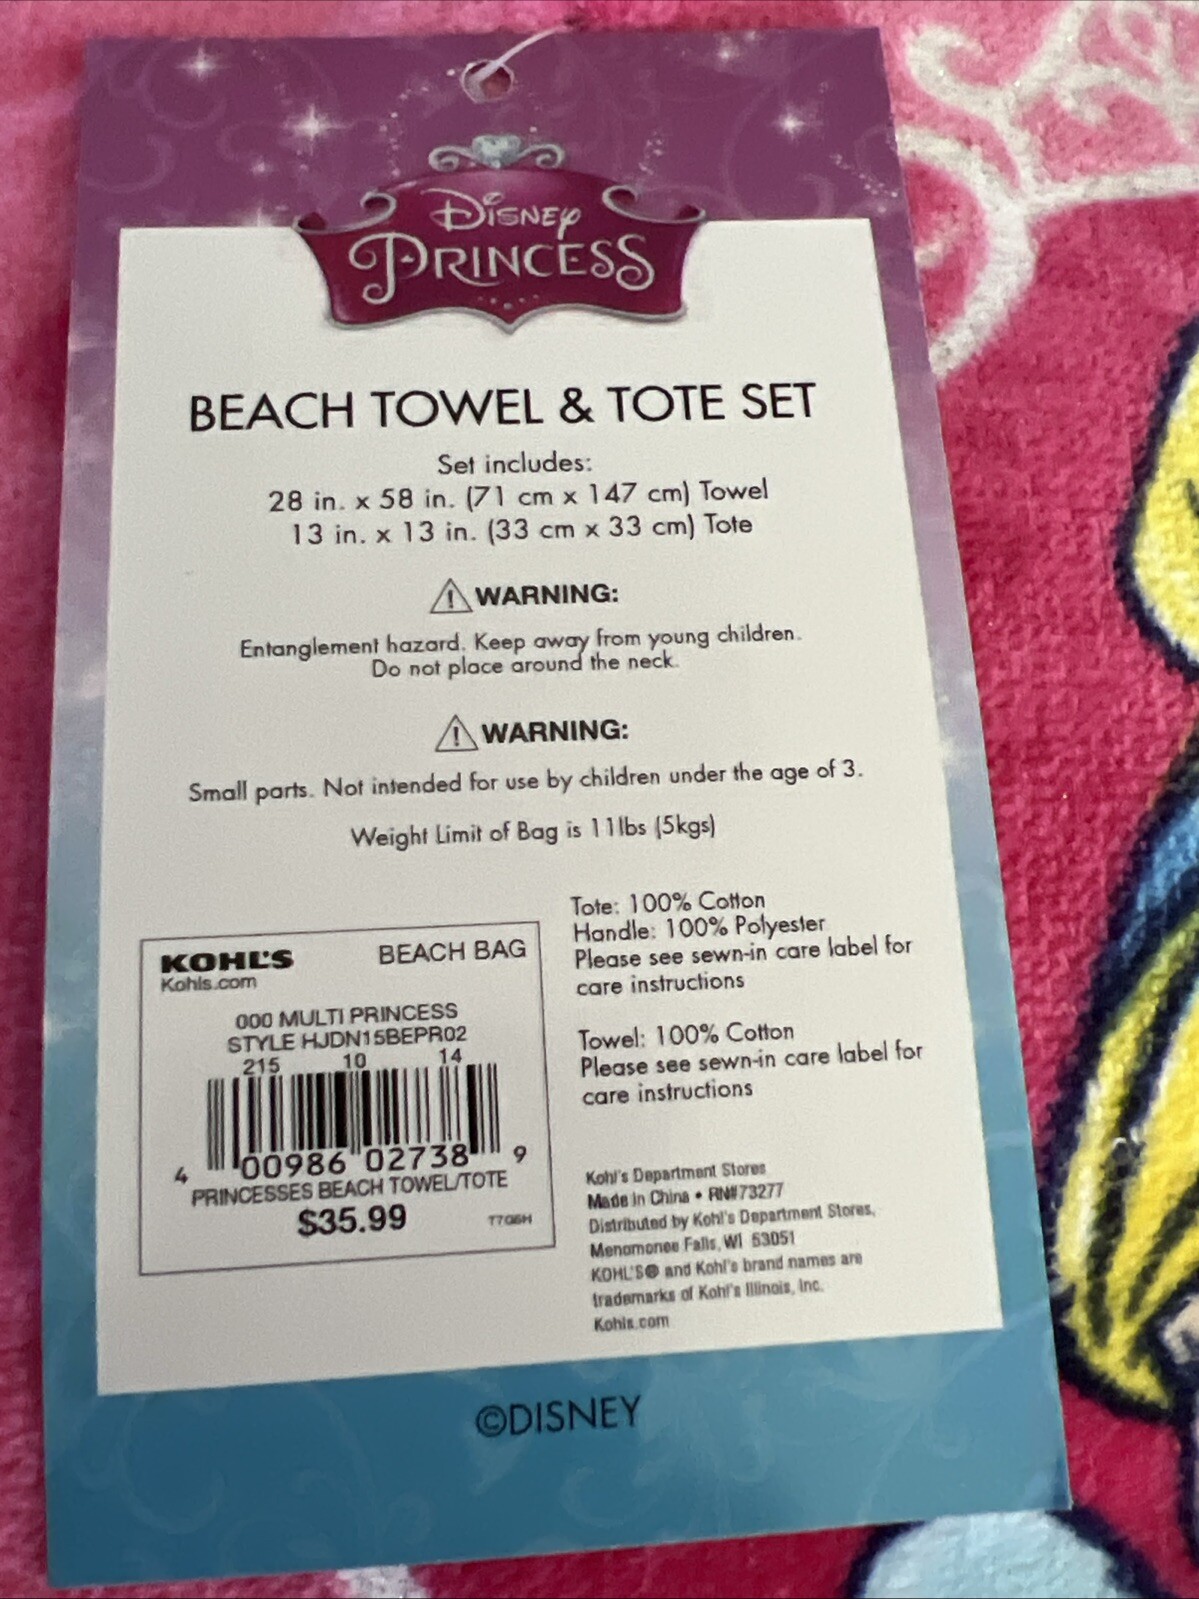 DISNEY
PRINCESS
BEACH TOWEL & TOTE SET
Set includes:
28 in. x 58 in. (71 cm x 147 cm) Towel
13 in. x 13 in. (33 cm x 33 cm) Tote
WARNING:
Entanglement hazard. Keep away from young children.
Do not place around the neck.
WARNING:
Small parts. Not intended for use by children under the age of 3.
Weight Limit of Bag is 11lbs (5kgs)
KOHL'S BEACH BAG
Kohls.com
000 MULTI PRINCESS
STYLE HJDN15BEPR02
215 10 14
4 00986 02738 9
PRINCESSES BEACH TOWEL/TOTE
$35.99
Tote: 100% Cotton
Handle: 100% Polyester
Please see sewn-in care label for
care instructions
Towel: 100% Cotton
Please see sewn-in care label for
care instructions
Kohl's Department Stores
Made in China • RN#73277
Distributed by Kohl's Department Stores,
Menomonee Falls, WI 53051
KOHL'S® and Kohl's brand names are
trademarks of Kohl's Illinois, Inc.
Kohls.com
©DISNEY